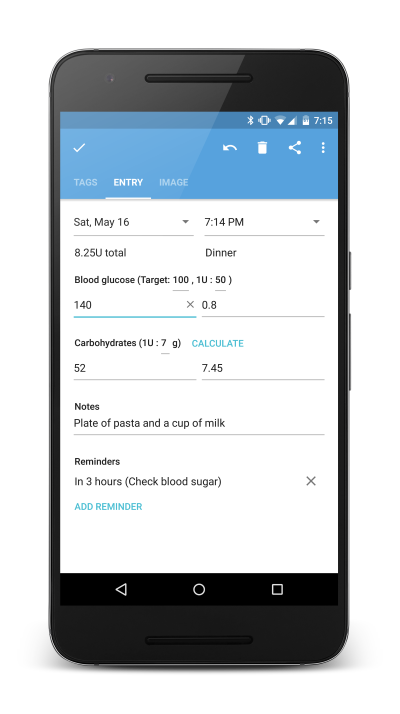 7:15
TAGS ENTRY IMAGE
Sat, May 16 7:14 PM
8.25U total Dinner
Blood glucose (Target: 100 , 1U : 50 )
140 0.8
Carbohydrates (1U : 7 g) CALCULATE
52 7.45
Notes
Plate of pasta and a cup of milk
Reminders
In 3 hours (Check blood sugar)
ADD REMINDER